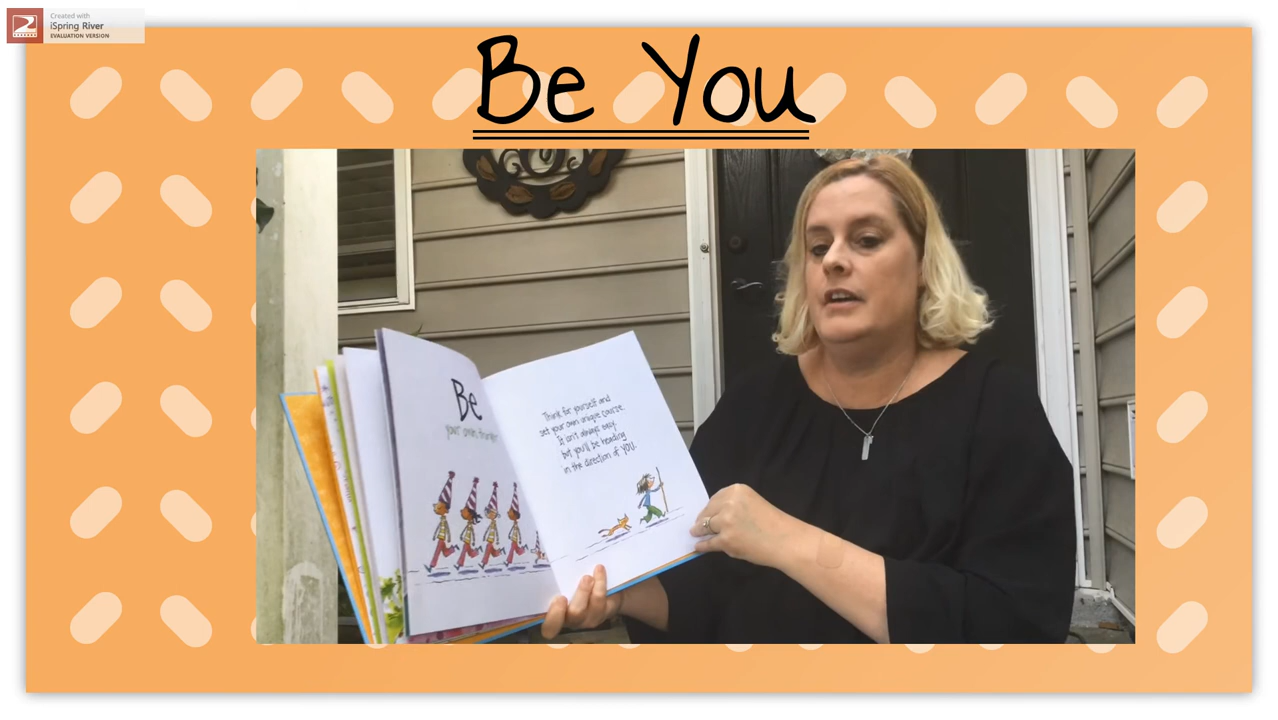 Created with
iSpring River
EVALUATION VERSION
Be You
Be
your own thinker
Think for yourself and
set your own unique course.
It isn't always easy,
but you'll be heading
in the direction of YOU.